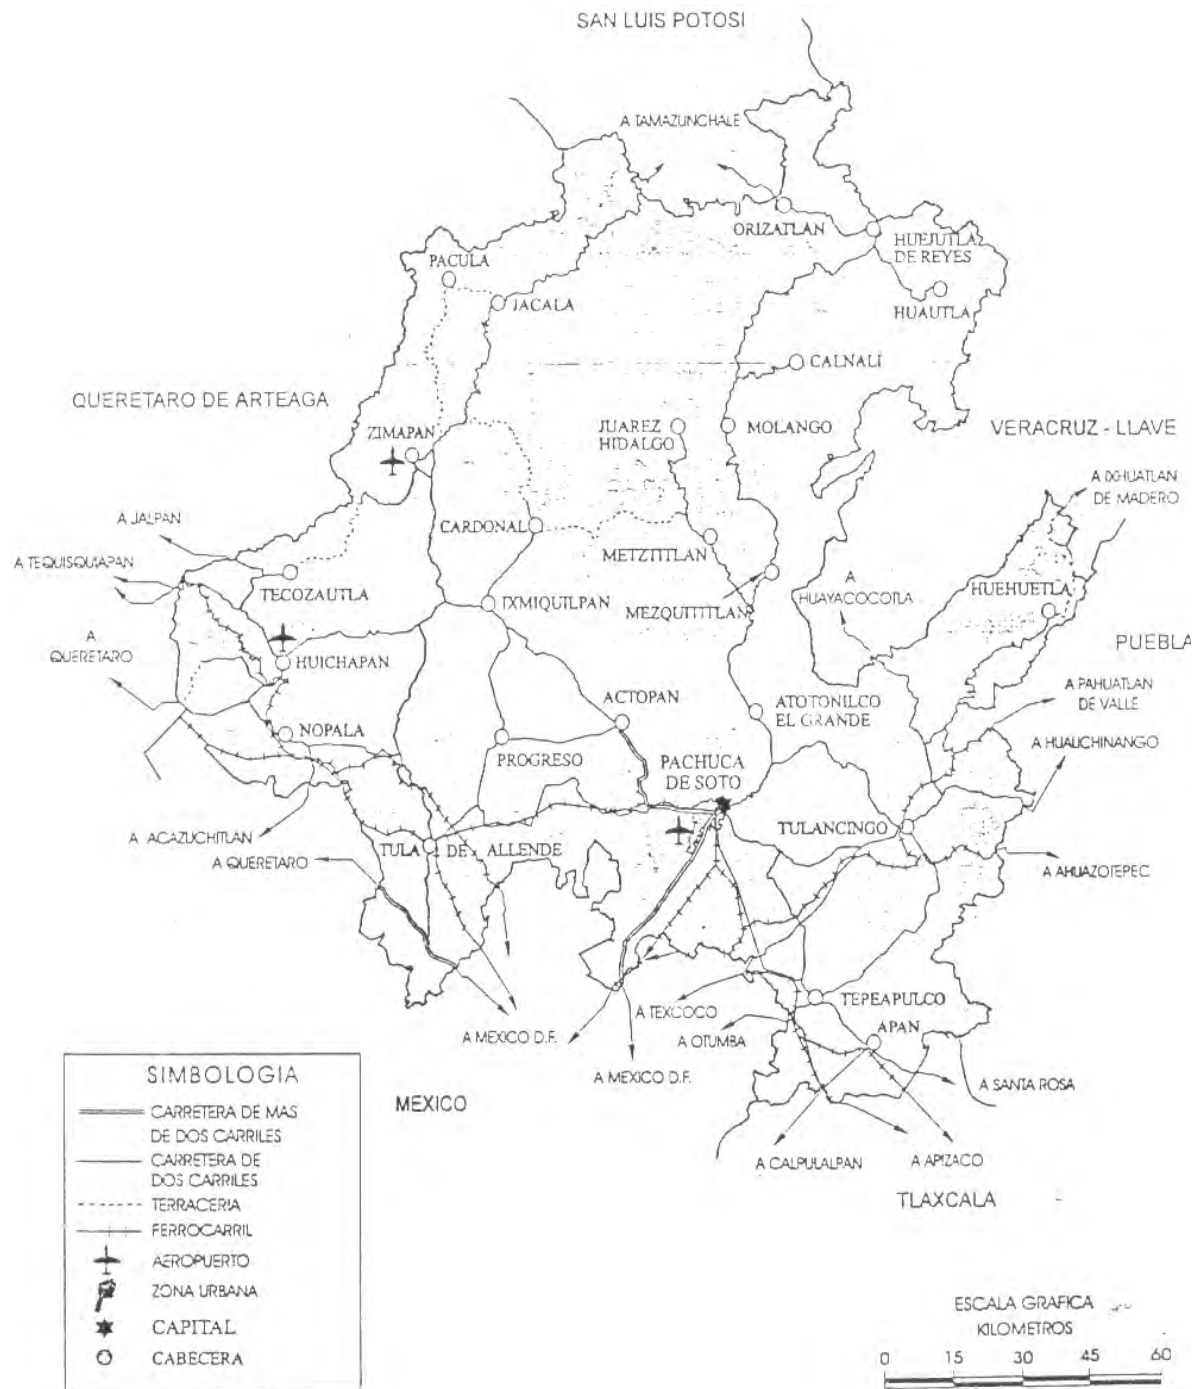 SAN LUIS POTOSI
A TAMAZUNCHALE
ORIZATLAN
HUEJUTLA
DE REYES
PACULA
JACALA
HUAUTLA
CALNALI
QUERETARO DE ARTEAGA
ZIMAPAN
JUAREZ
HIDALGO
MOLANGO
VERACRUZ - LLAVE
A IXHUATLAN
DE MADERO
A JALPAN
CARDONAL
METZTITLAN
A TEQUISQUIAPAN
TECOZAUTLA
IXMIQUILPAN
MEZQUITITLAN
A
HUAYACOCOTLA
HUEHUETLA
A
QUERETARO
PUEBLA
HUICHAPAN
ACTOPAN
ATOTONILCO
EL GRANDE
A PAHUATLAN
DE VALLE
NOPALA
PROGRESO
PACHUCA
DE SOTO
A HUAUCHINANGO
A ACAZUCHITLAN
TULA DE ALLENDE
TULANCINGO
A QUERETARO
A AHUAZOTEPEC
A TEXCOCO
TEPEAPULCO
A MEXICO D.F.
A OTUMBA
APAN
A MEXICO D.F.
A SANTA ROSA
MEXICO
A CALPULALPAN
A APIZACO
TLAXCALA
SIMBOLOGIA
CARRETERA DE MAS
DE DOS CARRILES
CARRETERA DE
DOS CARRILES
TERRACERIA
FERROCARRIL
AEROPUERTO
ZONA URBANA
CAPITAL
CABECERA
ESCALA GRAFICA
KILOMETROS
0 15 30 45 60